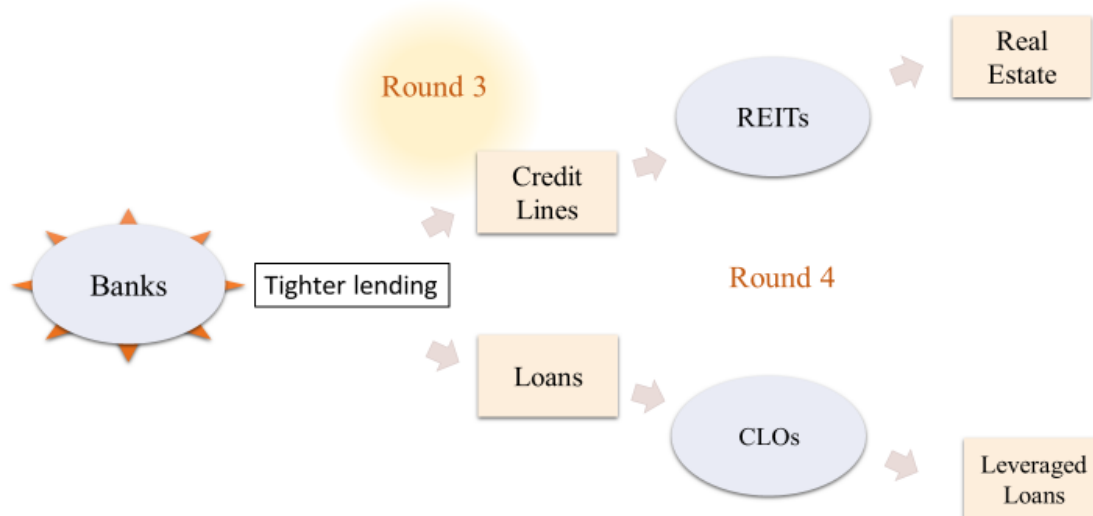 Real
Estate
Round 3
REITs
Credit
Lines
Banks
Tighter lending
Round 4
Loans
CLOs
Leveraged
Loans